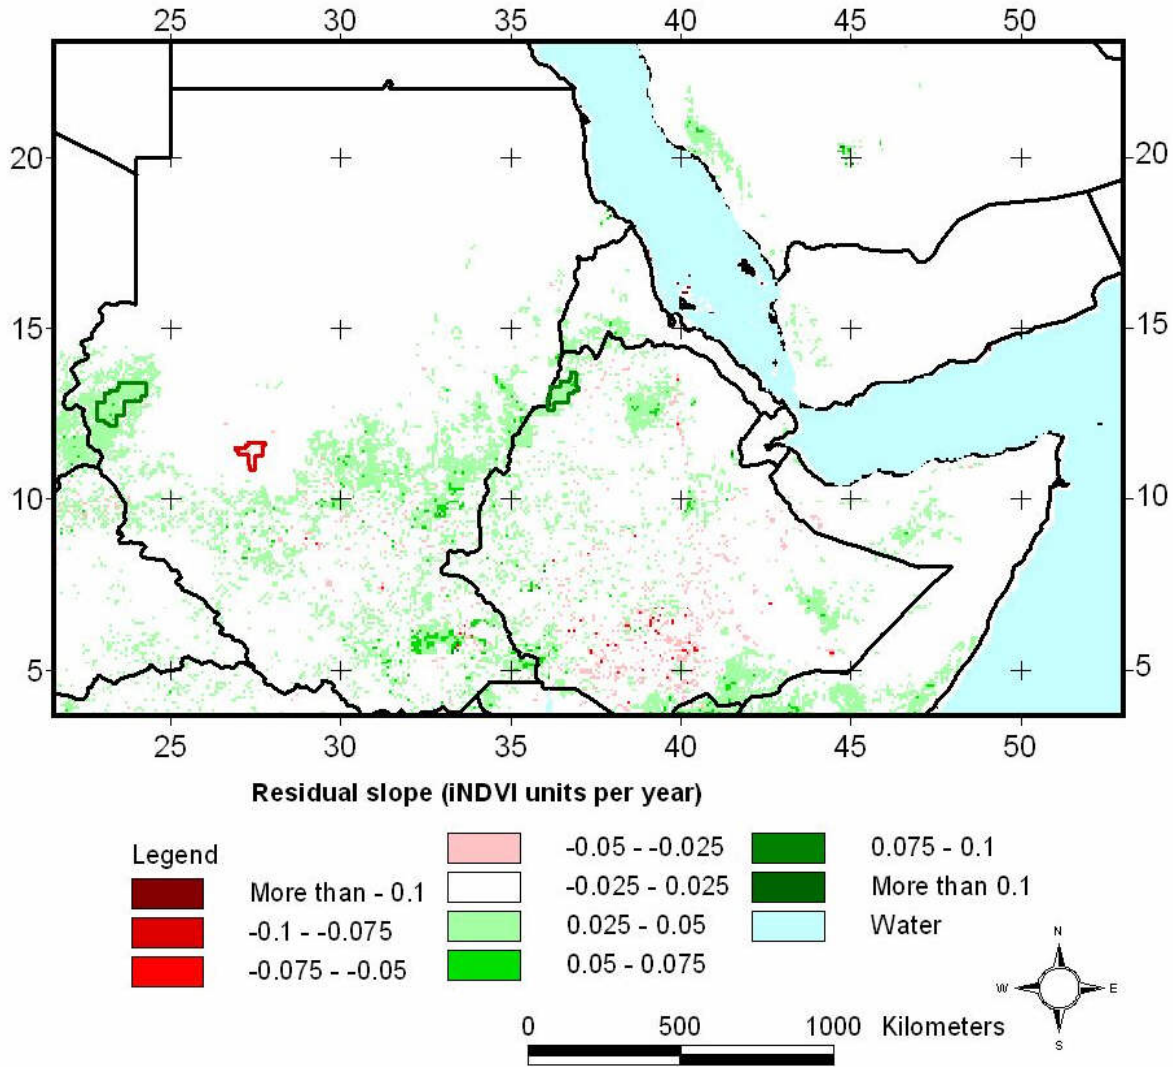 25 30 35 40 45 50
20 20
15 15
10 10
5 5
25 30 35 40 45 50
Residual slope (iNDVI units per year)
Legend
More than - 0.1
-0.1 - -0.075
-0.075 - -0.05
-0.05 - -0.025
-0.025 - 0.025
0.025 - 0.05
0.05 - 0.075
0.075 - 0.1
More than 0.1
Water
N
W E
S
0 500 1000 Kilometers